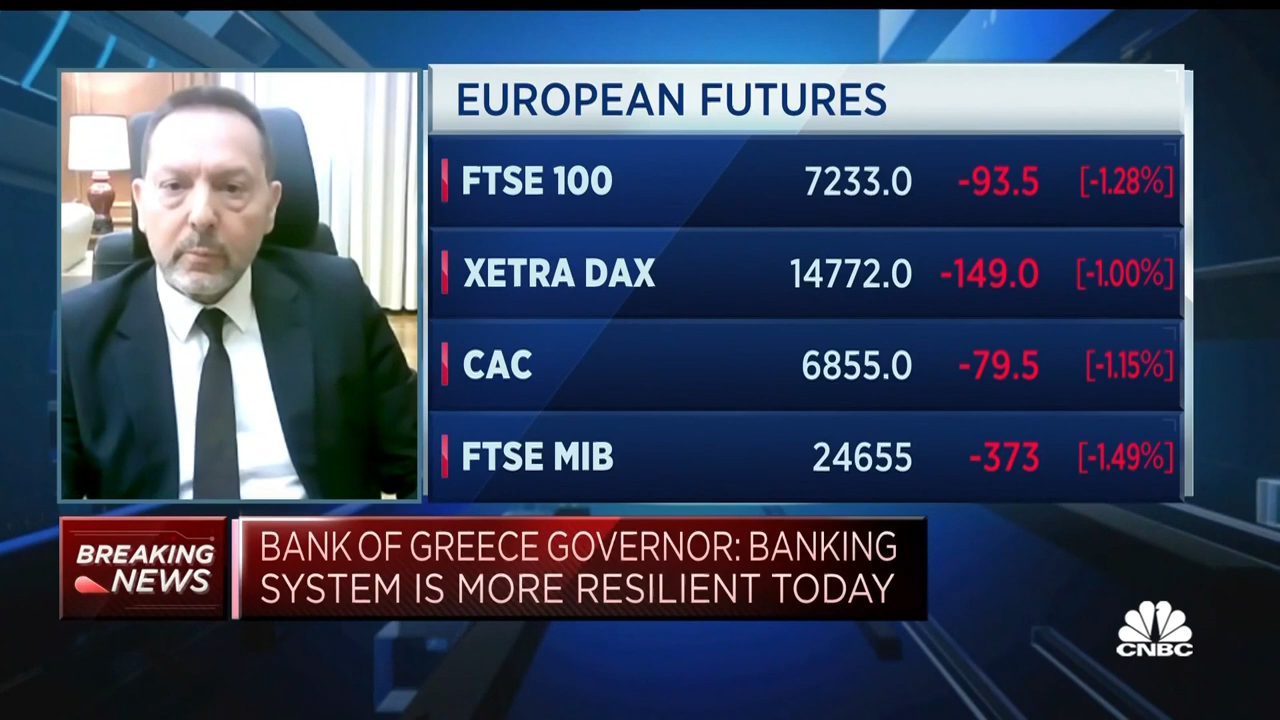 EUROPEAN FUTURES
FTSE 100 7233.0 -93.5 [-1.28%]
XETRA DAX 14772.0 -149.0 [-1.00%]
CAC 6855.0 -79.5 [-1.15%]
FTSE MIB 24655 -373 [-1.49%]
BREAKING
NEWS
BANK OF GREECE GOVERNOR: BANKING
SYSTEM IS MORE RESILIENT TODAY
CNBC